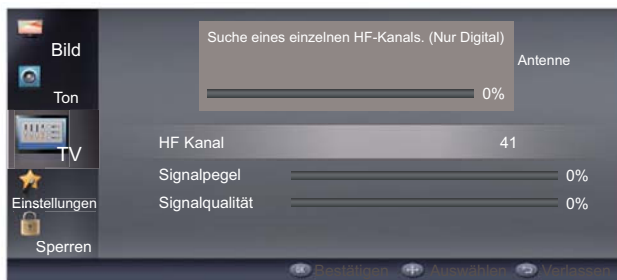 Bild
Ton
TV
Einstellungen
Sperren
Suche eines einzelnen HF-Kanals. (Nur Digital)
Antenne
0%
HF Kanal 41
Signalpegel 0%
Signalqualität 0%
OK Bestätigen Auswählen Verlassen